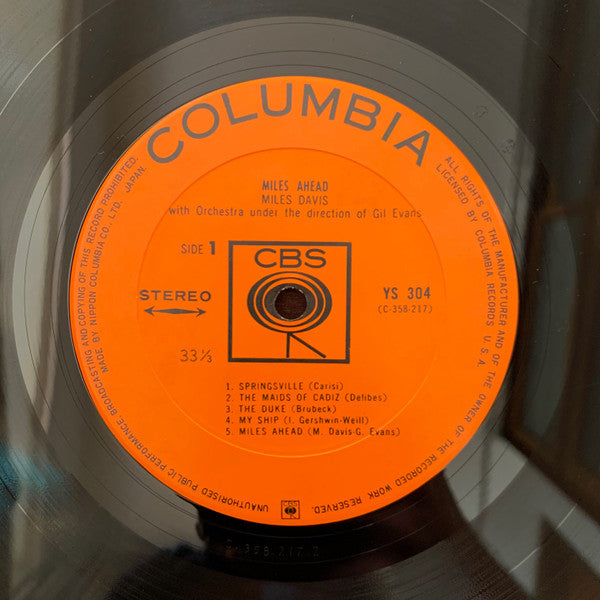 COLUMBIA
MILES AHEAD
MILES DAVIS
with Orchestra under the direction of Gil Evans
SIDE 1
CBS
STEREO
YS 304
(C-358-217)
33⅓
1. SPRINGSVILLE (Carisi)
2. THE MAIDS OF CADIZ (Delibes)
3. THE DUKE (Brubeck)
4. MY SHIP (I. Gershwin-Weill)
5. MILES AHEAD (M. Davis-G. Evans)
ALL RIGHTS OF THE MANUFACTURER AND OF THE OWNER OF THE RECORDED WORK RESERVED.
LICENSED BY COLUMBIA RECORDS U.S.A.
UNAUTHORISED PUBLIC PERFORMANCE, BROADCASTING AND COPYING OF THIS RECORD PROHIBITED.
MADE BY NIPPON COLUMBIA CO., LTD. JAPAN.
CBS